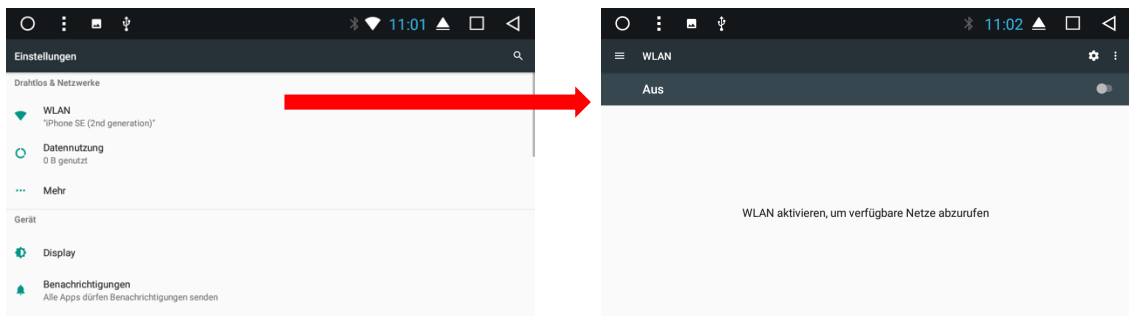 11:01
Einstellungen
Drahtlos & Netzwerke
WLAN
"iPhone SE (2nd generation)"
Datennutzung
0 B genutzt
Mehr
Gerät
Display
Benachrichtigungen
Alle Apps dürfen Benachrichtigungen senden
11:02
WLAN
Aus
WLAN aktivieren, um verfügbare Netze abzurufen